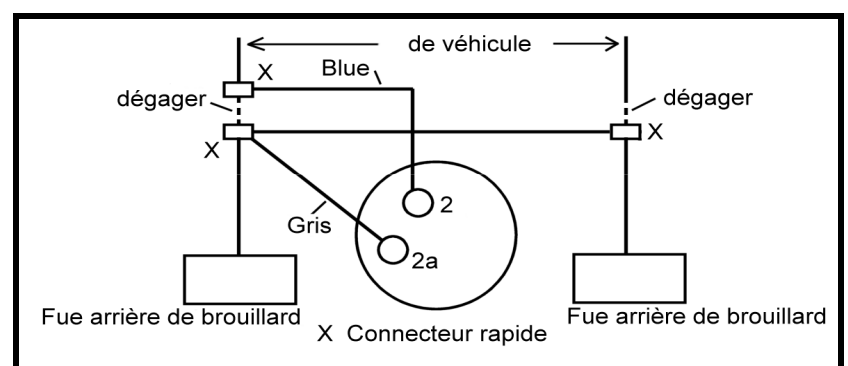 de véhicule
X
Blue
dégager
dégager
X
X
2
Gris
2a
Fue arrière de brouillard
Fue arrière de brouillard
X Connecteur rapide